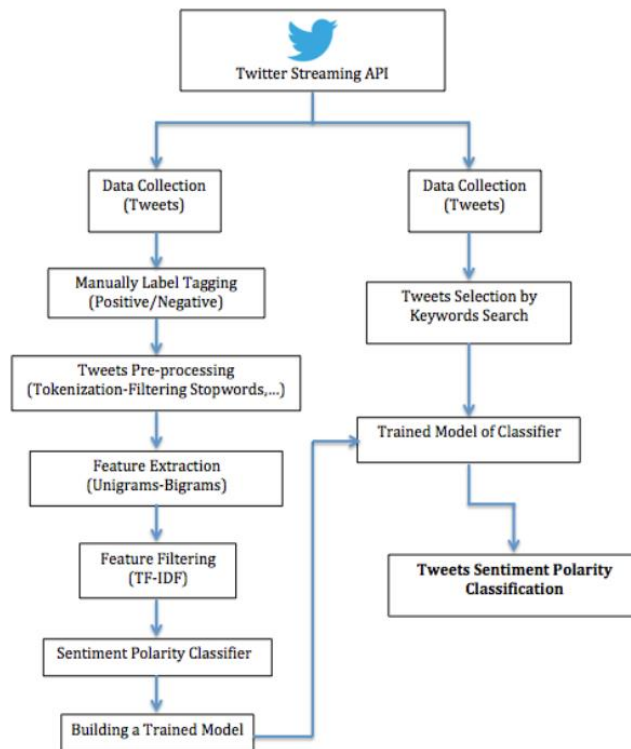 Twitter Streaming API
Data Collection
(Tweets)
Manually Label Tagging
(Positive/Negative)
Tweets Pre-processing
(Tokenization-Filtering Stopwords,...)
Feature Extraction
(Unigrams-Bigrams)
Feature Filtering
(TF-IDF)
Sentiment Polarity Classifier
Building a Trained Model
Data Collection
(Tweets)
Tweets Selection by
Keywords Search
Trained Model of Classifier
Tweets Sentiment Polarity
Classification